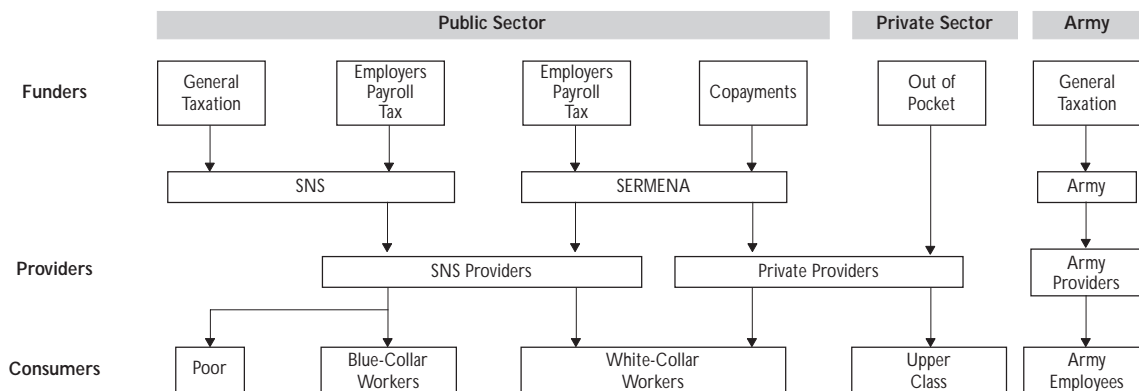 Public Sector
Private Sector
Army
Funders
General
Taxation
Employers
Payroll
Tax
Employers
Payroll
Tax
Copayments
Out of
Pocket
General
Taxation
SNS
SERMENA
Army
Providers
SNS Providers
Private Providers
Army
Providers
Consumers
Poor
Blue-Collar
Workers
White-Collar
Workers
Upper
Class
Army
Employees